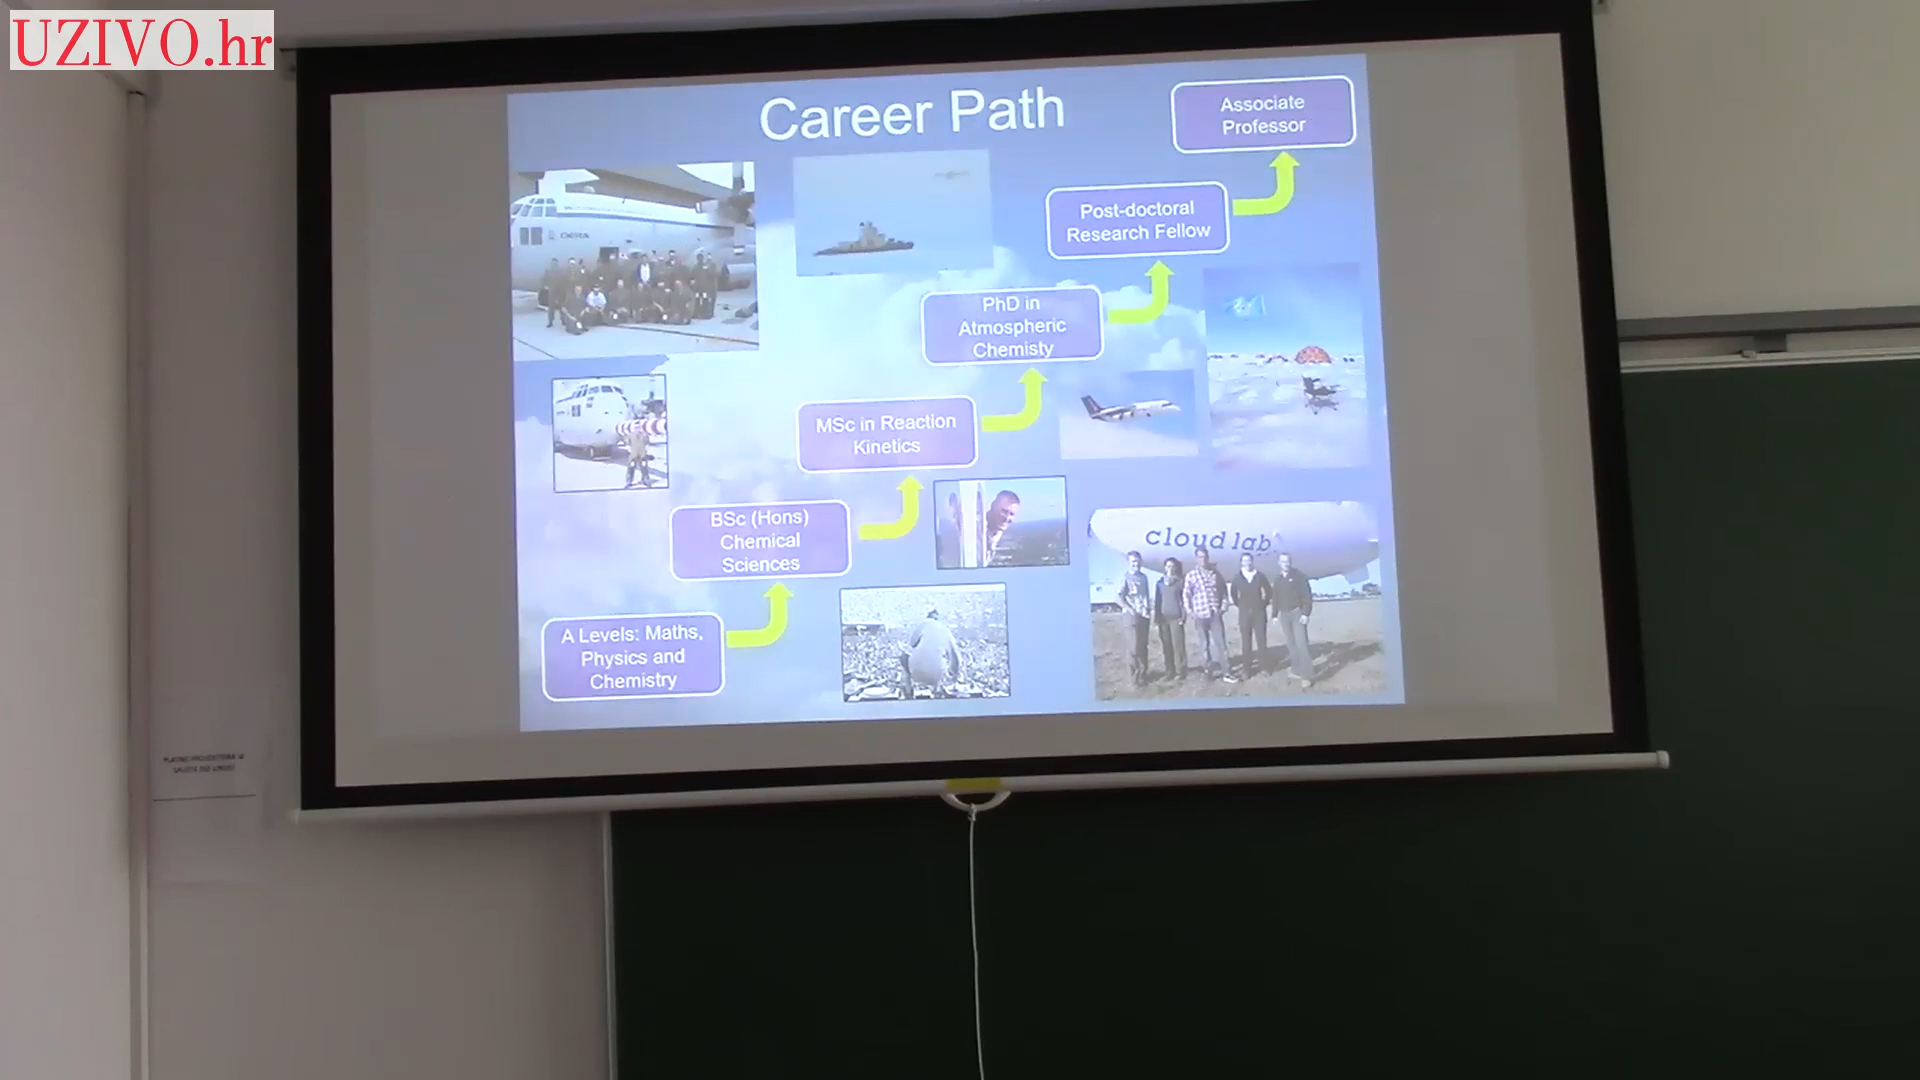 UZIVO.hr
Career Path
Associate
Professor
Post-doctoral
Research Fellow
PhD in
Atmospheric
Chemisty
MSc in Reaction
Kinetics
BSc (Hons)
Chemical
Sciences
A Levels: Maths,
Physics and
Chemistry
cloud lab